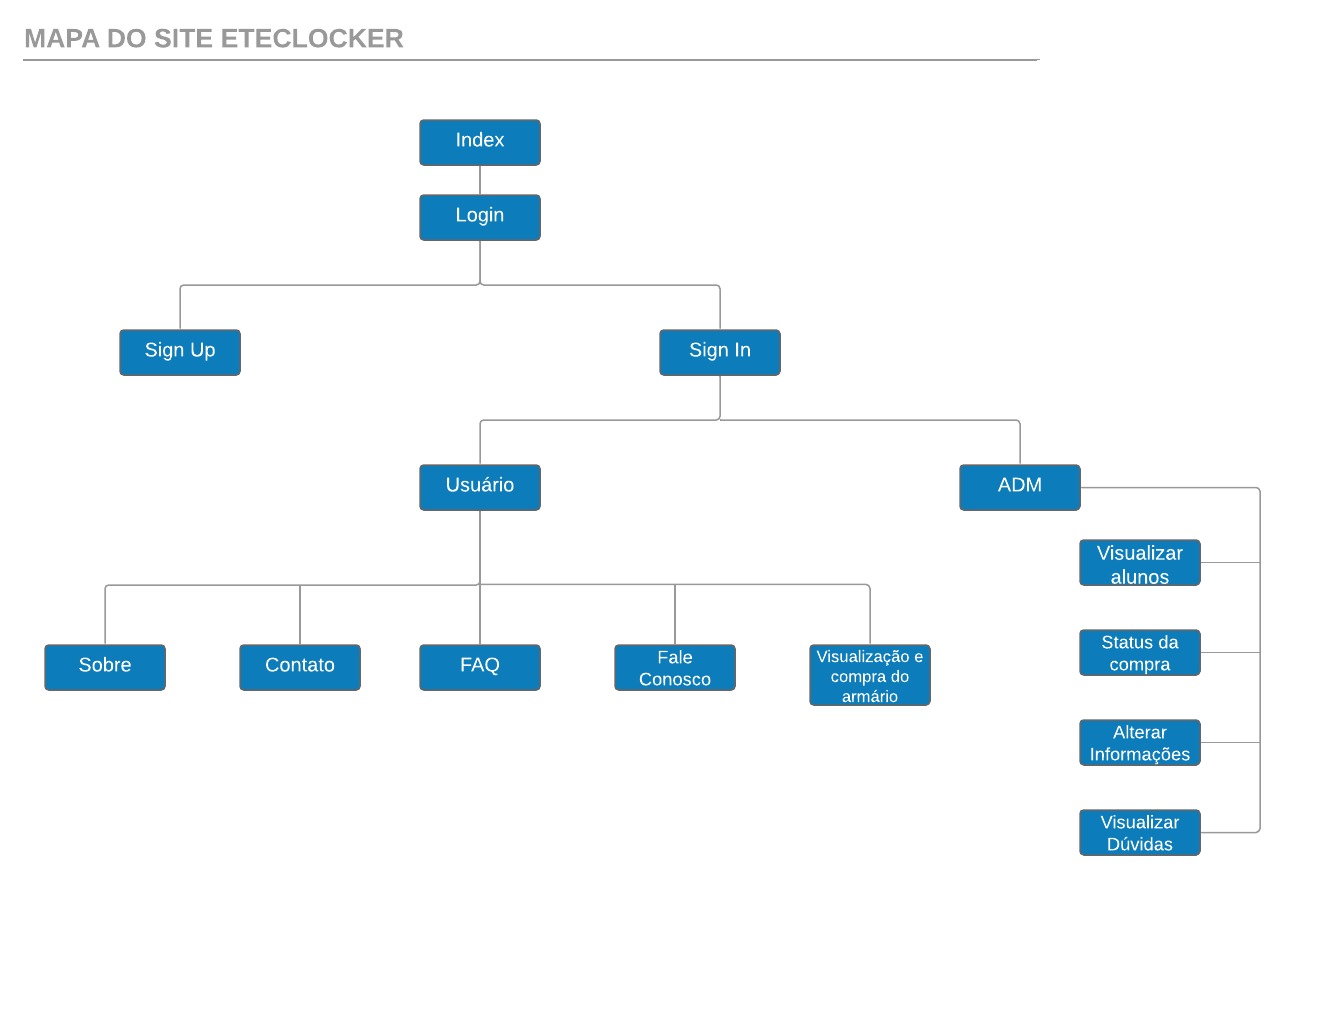 MAPA DO SITE ETECLOCKER
Index
Login
Sign Up
Sign In
Usuário
ADM
Visualizar
alunos
Sobre
Contato
FAQ
Fale
Conosco
Visualização e
compra do
armário
Status da
compra
Alterar
Informações
Visualizar
Dúvidas